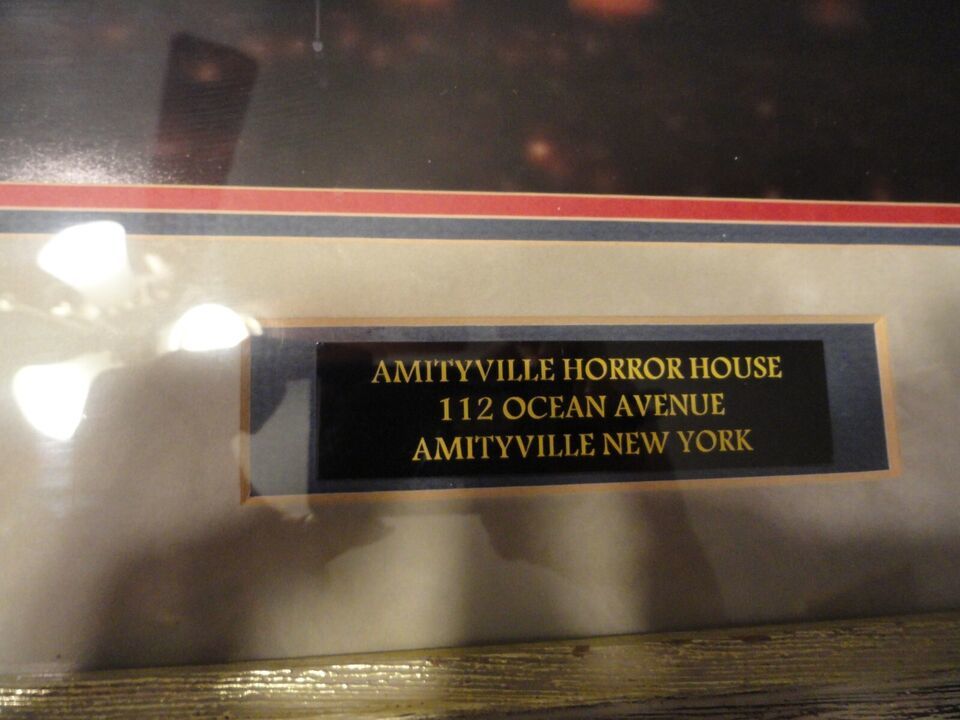 AMITYVILLE HORROR HOUSE
112 OCEAN AVENUE
AMITYVILLE NEW YORK